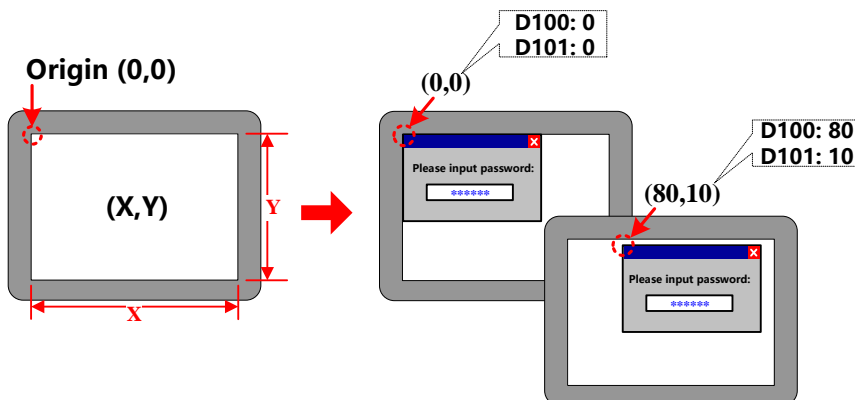 Origin (0,0)
(X,Y)
Y
X
D100: 0
D101: 0
(0,0)
Please input password:
******
D100: 80
D101: 10
(80,10)
Please input password:
******